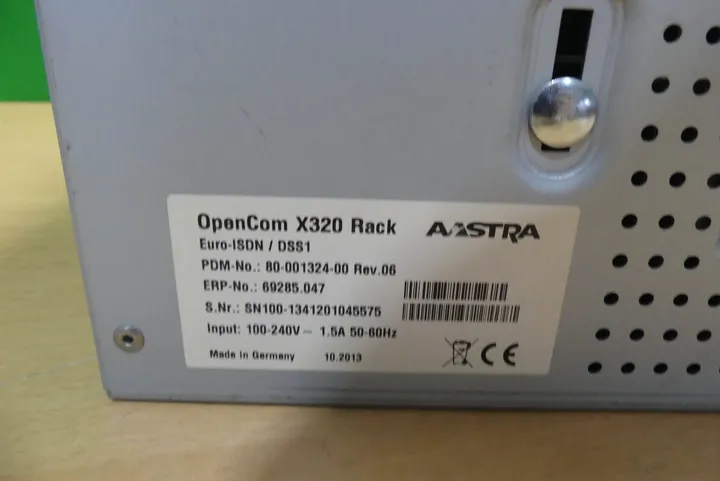 OpenCom X320 Rack AASTRA
Euro-ISDN / DSS1
PDM-No.: 80-001324-00 Rev.06
ERP-No.: 69285.047
S.Nr.: SN100-1341201045575
Input: 100-240V~ 1.5A 50-60Hz
Made in Germany 10.2013
CE